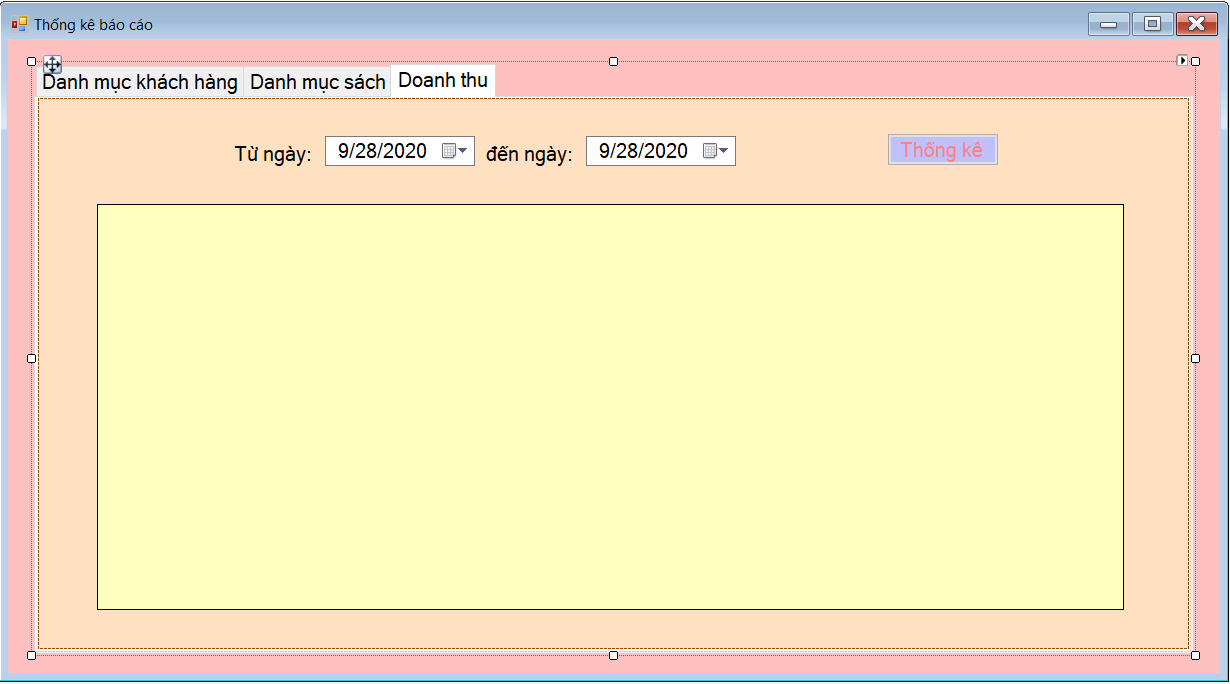 Thống kê báo cáo
Danh mục khách hàng Danh mục sách Doanh thu
Từ ngày: 9/28/2020 đến ngày: 9/28/2020 Thống kê